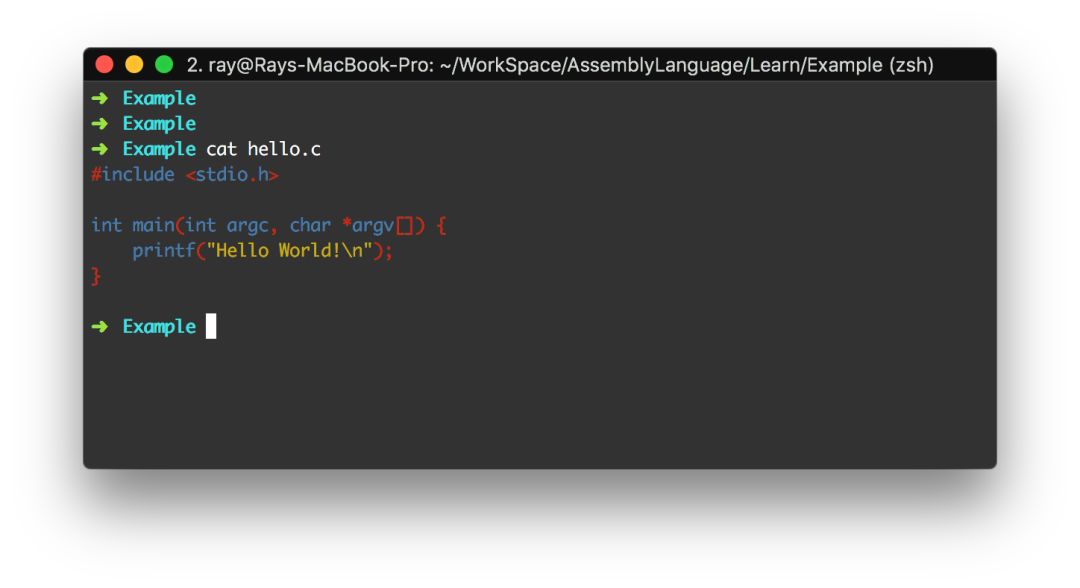 2. ray@Rays-MacBook-Pro: ~/WorkSpace/AssemblyLanguage/Learn/Example (zsh)
➜ Example
➜ Example
➜ Example cat hello.c
#include <stdio.h>

int main(int argc, char *argv[]) {
    printf("Hello World!\n");
}

➜ Example